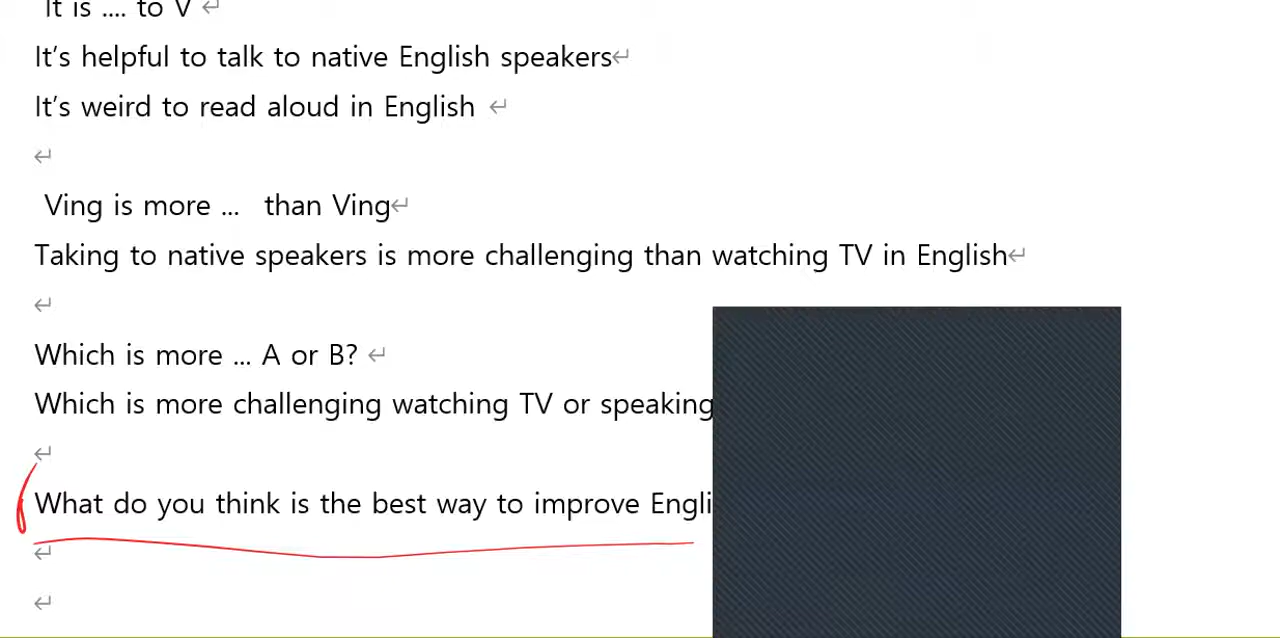 It is .... to V
It's helpful to talk to native English speakers
It's weird to read aloud in English
Ving is more ... than Ving
Taking to native speakers is more challenging than watching TV in English
Which is more ... A or B?
Which is more challenging watching TV or speaking
What do you think is the best way to improve Engli